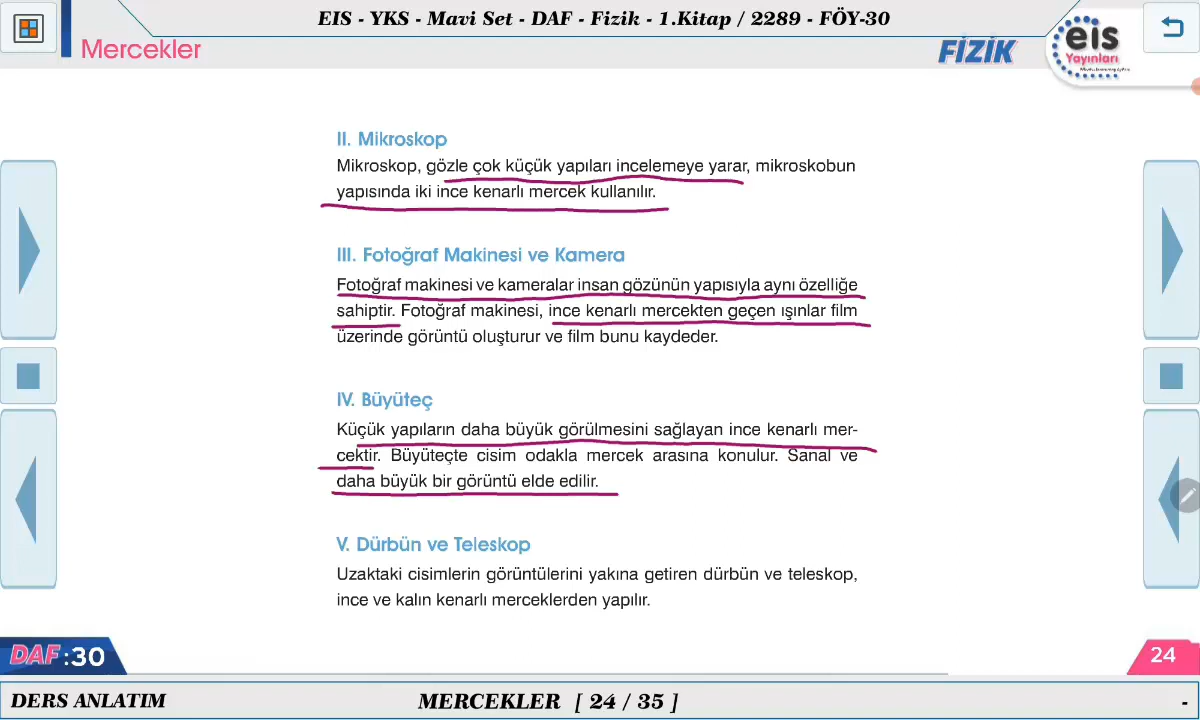 EIS - YKS - Mavi Set - DAF - Fizik - 1.Kitap / 2289 - FÖY-30
Mercekler
FİZİK
eis
Yayınları
II. Mikroskop
Mikroskop, gözle çok küçük yapıları incelemeye yarar, mikroskobun
yapısında iki ince kenarlı mercek kullanılır.
III. Fotoğraf Makinesi ve Kamera
Fotoğraf makinesi ve kameralar insan gözünün yapısıyla aynı özelliğe
sahiptir. Fotoğraf makinesi, ince kenarlı mercekten geçen ışınlar film
üzerinde görüntü oluşturur ve film bunu kaydeder.
IV. Büyüteç
Küçük yapıların daha büyük görülmesini sağlayan ince kenarlı mer-
cektir. Büyüteçte cisim odakla mercek arasına konulur. Sanal ve
daha büyük bir görüntü elde edilir.
V. Dürbün ve Teleskop
Uzaktaki cisimlerin görüntülerini yakına getiren dürbün ve teleskop,
ince ve kalın kenarlı merceklerden yapılır.
DAF:30
24
DERS ANLATIM
MERCEKLER [ 24 / 35 ]
-